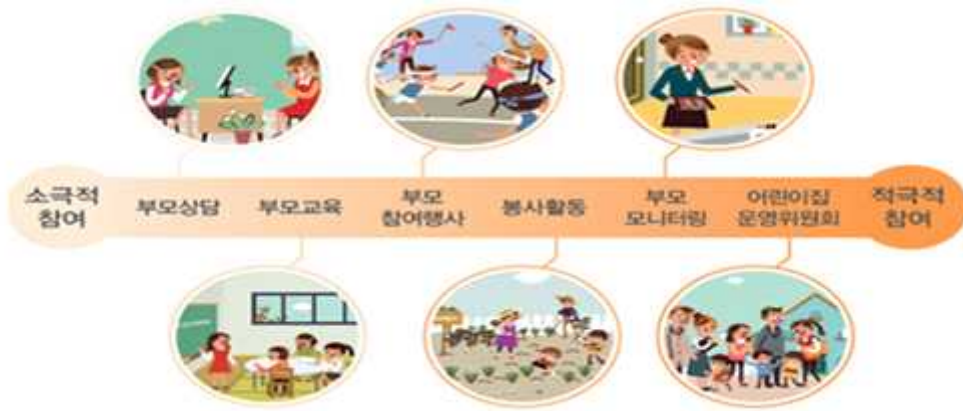 소극적
참여
부모상담
부모교육
부모
참여행사
봉사활동
부모
모니터링
어린이집
운영위원회
적극적
참여